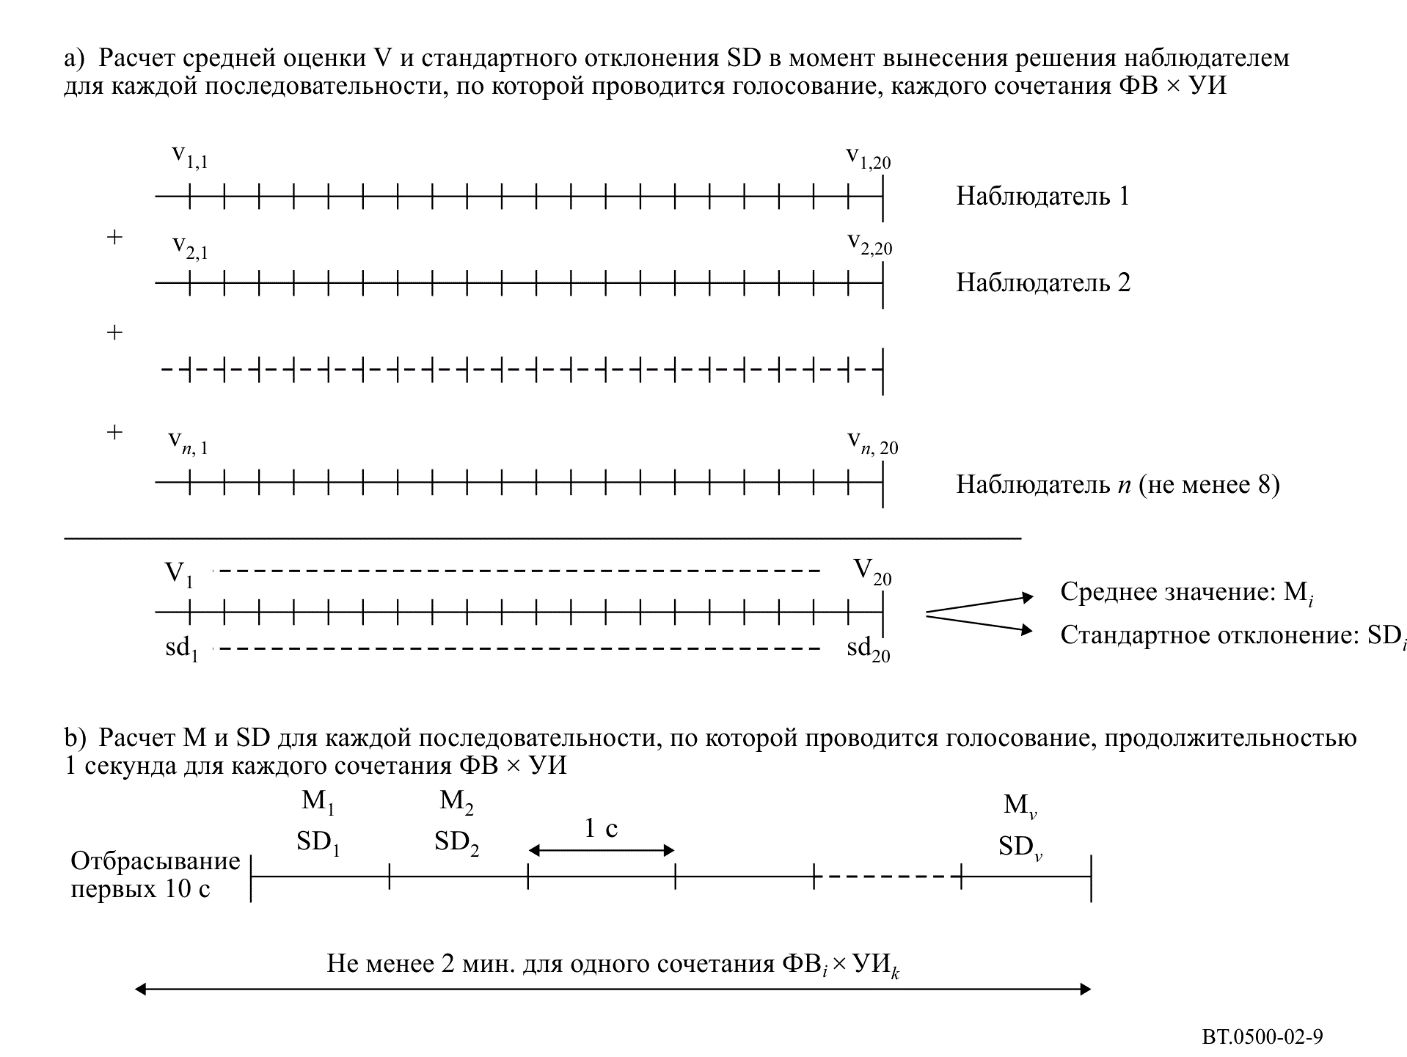 a) Расчет средней оценки V и стандартного отклонения SD в момент вынесения решения наблюдателем
для каждой последовательности, по которой проводится голосование, каждого сочетания ФВ × УИ
v1,1
v1,20
Наблюдатель 1
+
v2,1
v2,20
Наблюдатель 2
+
+
vn, 1
vn, 20
Наблюдатель n (не менее 8)
V1
V20
Среднее значение: Mi
Стандартное отклонение: SDi
sd1
sd20
b) Расчет M и SD для каждой последовательности, по которой проводится голосование, продолжительностью
1 секунда для каждого сочетания ФВ × УИ
M1
M2
Mv
SD1
SD2
1 с
SDv
Отбрасывание
первых 10 с
Не менее 2 мин. для одного сочетания ФВi × УИk
BT.0500-02-9